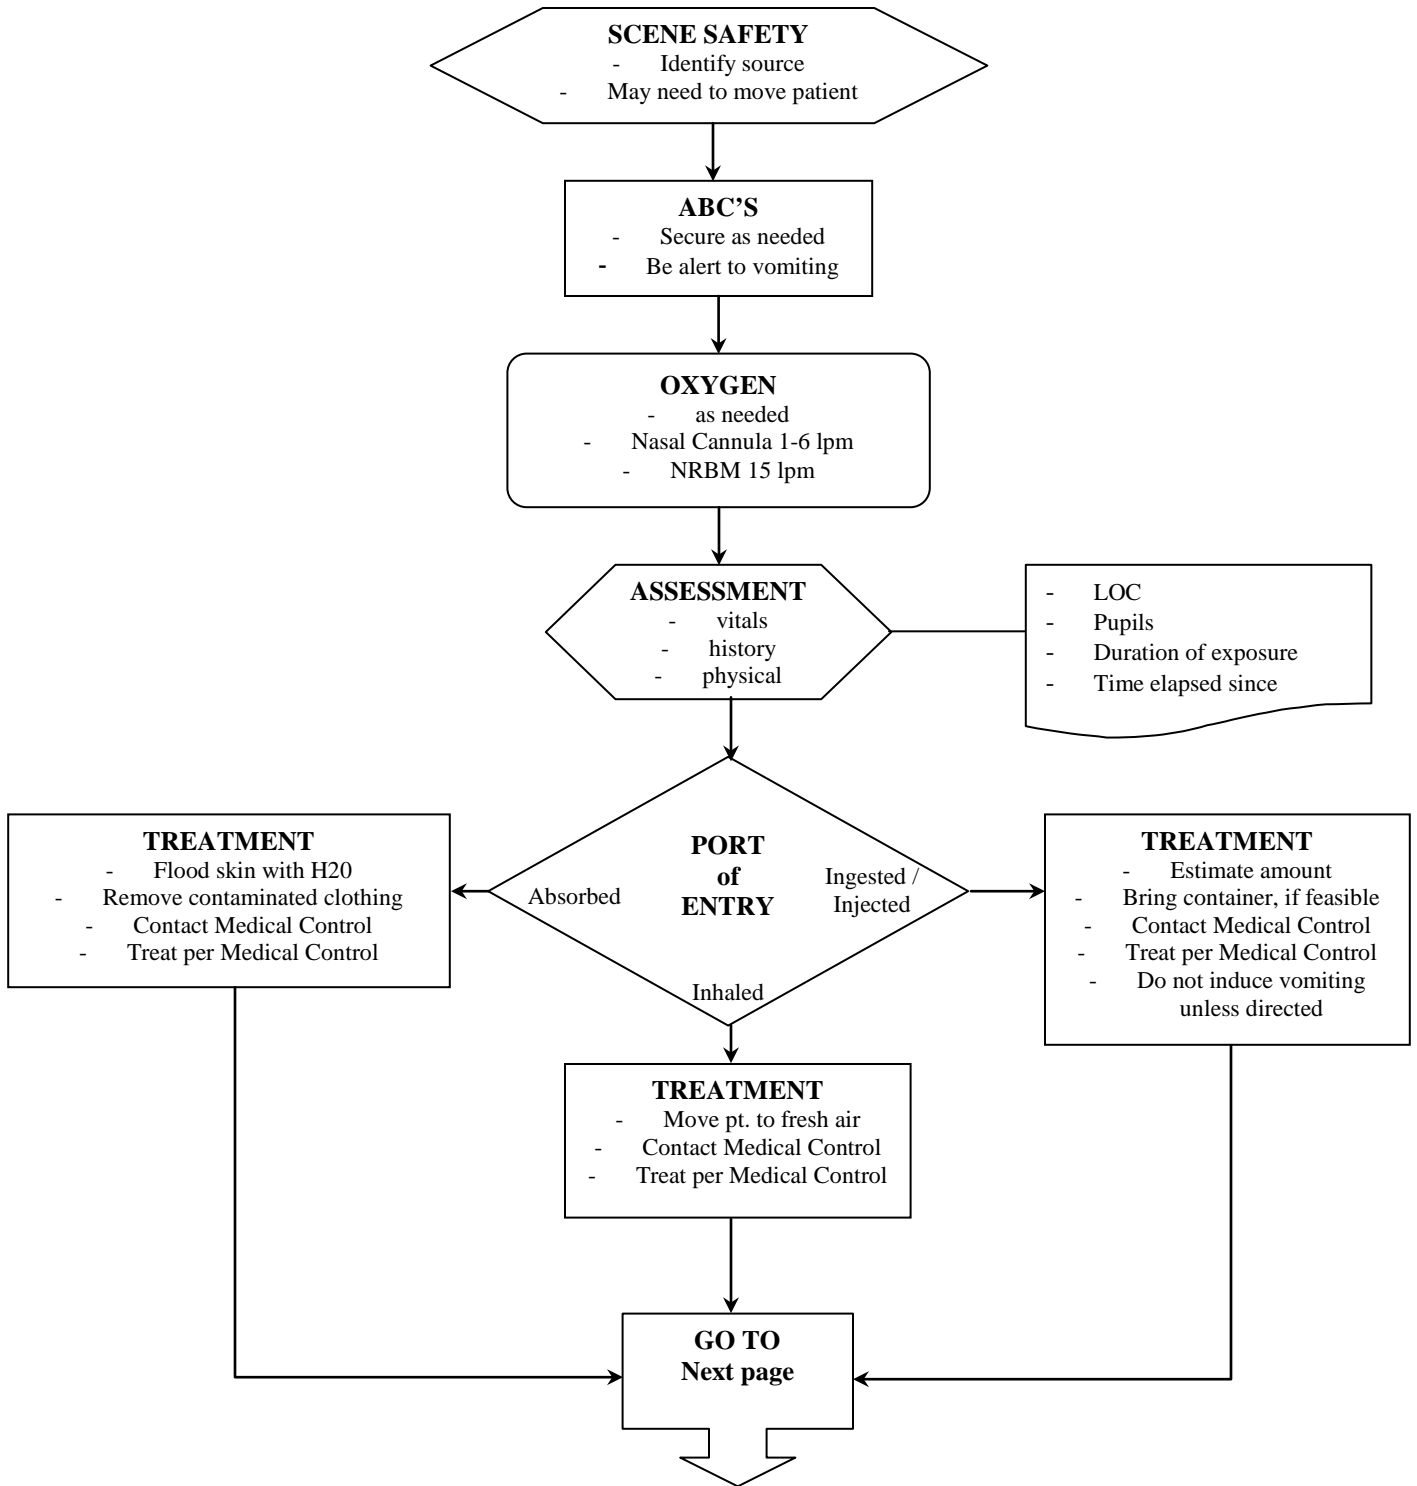 SCENE SAFETY
- Identify source
- May need to move patient
ABC’S
- Secure as needed
- Be alert to vomiting
OXYGEN
- as needed
- Nasal Cannula 1-6 lpm
- NRBM 15 lpm
ASSESSMENT
- vitals
- history
- physical
- LOC
- Pupils
- Duration of exposure
- Time elapsed since
PORT
of
ENTRY
Absorbed
Ingested /
Injected
Inhaled
TREATMENT
- Flood skin with H20
- Remove contaminated clothing
- Contact Medical Control
- Treat per Medical Control
TREATMENT
- Estimate amount
- Bring container, if feasible
- Contact Medical Control
- Treat per Medical Control
- Do not induce vomiting
unless directed
TREATMENT
- Move pt. to fresh air
- Contact Medical Control
- Treat per Medical Control
GO TO
Next page